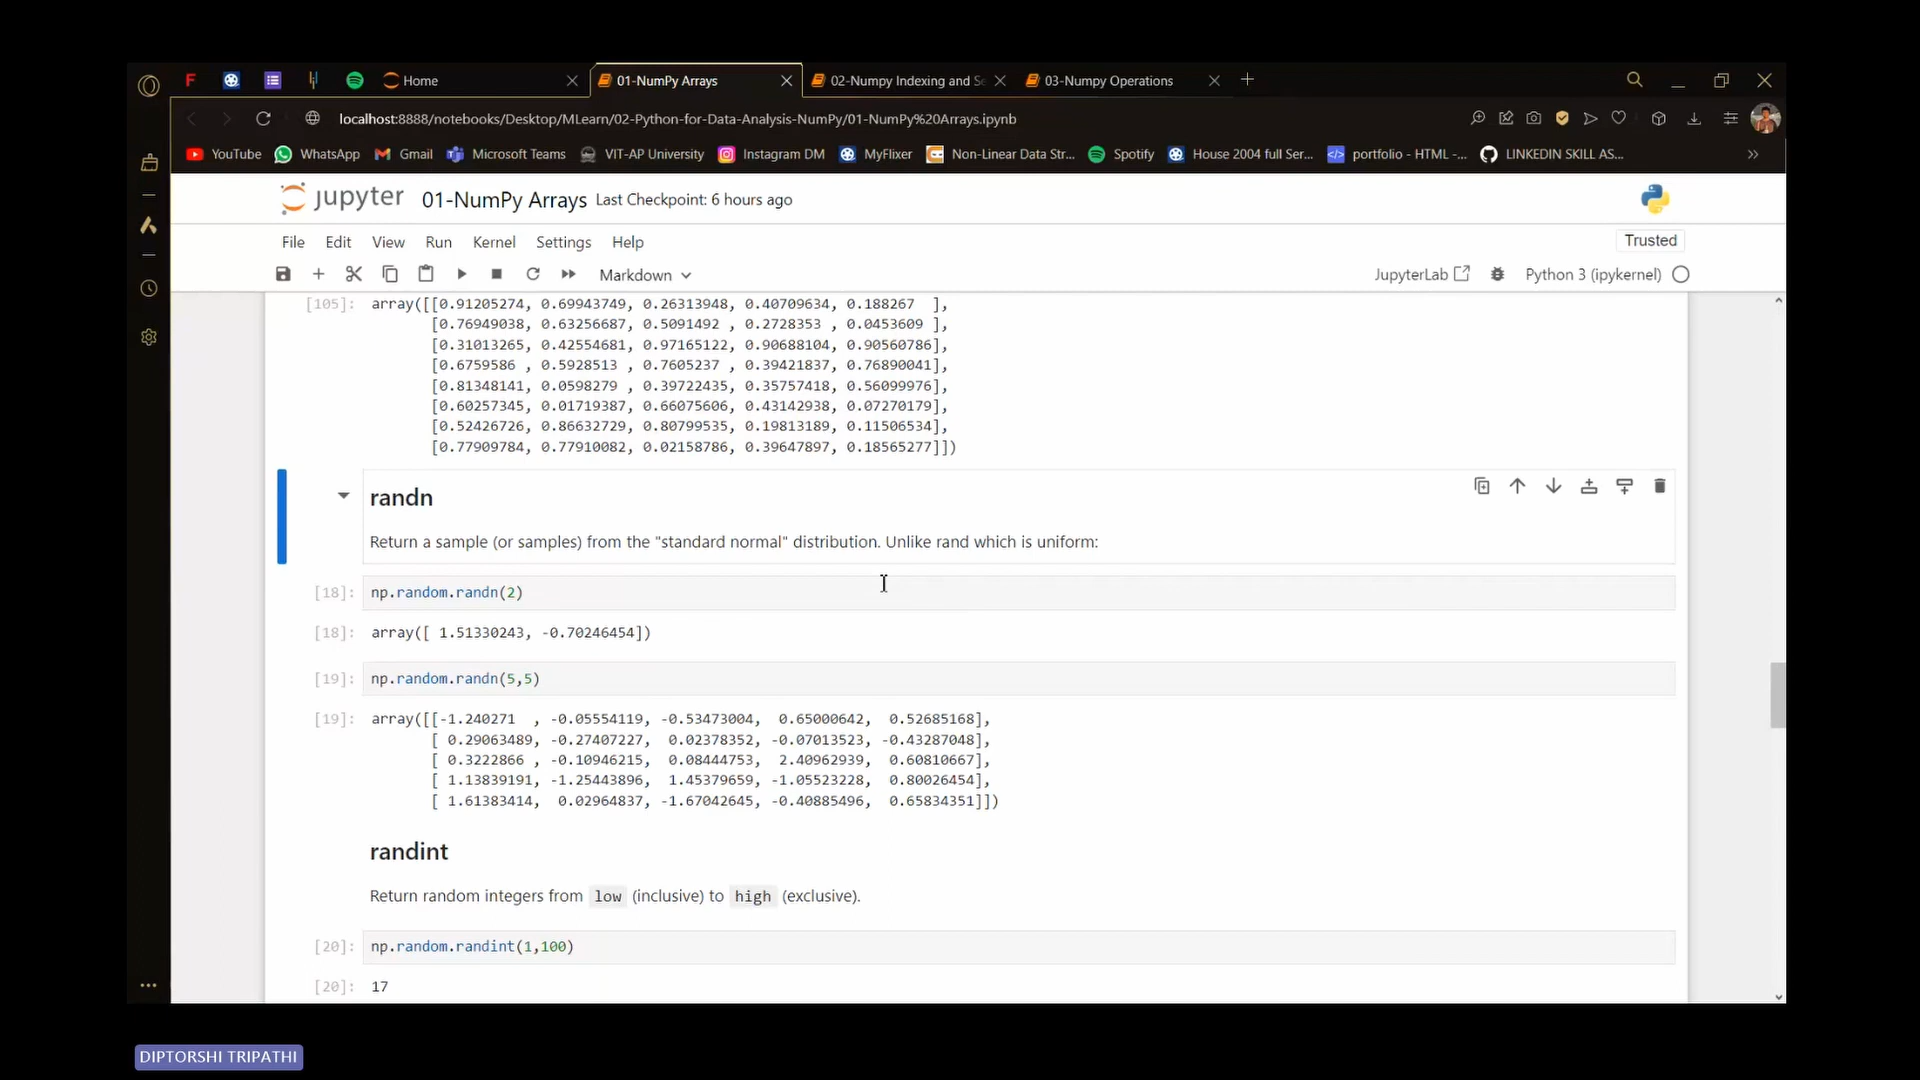 Home
01-NumPy Arrays
02-Numpy Indexing and Se
03-Numpy Operations
localhost:8888/notebooks/Desktop/MLearn/02-Python-for-Data-Analysis-NumPy/01-NumPy%20Arrays.ipynb
YouTube WhatsApp Gmail Microsoft Teams VIT-AP University Instagram DM MyFlixer Non-Linear Data Str... Spotify House 2004 full Ser... portfolio - HTML -... LINKEDIN SKILL AS...
jupyter 01-NumPy Arrays Last Checkpoint: 6 hours ago
File Edit View Run Kernel Settings Help
Trusted
Markdown
JupyterLab Python 3 (ipykernel)
[105]: array([[0.91205274, 0.69943749, 0.26313948, 0.40709634, 0.188267  ],
[0.76949038, 0.63256687, 0.5091492 , 0.2728353 , 0.0453609 ],
[0.31013265, 0.42554681, 0.97165122, 0.90688104, 0.90560786],
[0.6759586 , 0.5928513 , 0.7605237 , 0.39421837, 0.76890041],
[0.81348141, 0.0598279 , 0.39722435, 0.35757418, 0.56099976],
[0.60257345, 0.01719387, 0.66075606, 0.43142938, 0.07270179],
[0.52426726, 0.86632729, 0.80799535, 0.19813189, 0.11506534],
[0.77909784, 0.77910082, 0.02158786, 0.39647897, 0.18565277]])
randn
Return a sample (or samples) from the "standard normal" distribution. Unlike rand which is uniform:
[18]: np.random.randn(2)
[18]: array([ 1.51330243, -0.70246454])
[19]: np.random.randn(5,5)
[19]: array([[-1.240271  , -0.05554119, -0.53473004,  0.65000642,  0.52685168],
[ 0.29063489, -0.27407227,  0.02378352, -0.07013523, -0.43287048],
[ 0.3222866 , -0.10946215,  0.08444753,  2.40962939,  0.60810667],
[ 1.13839191, -1.25443896,  1.45379659, -1.05523228,  0.80026454],
[ 1.61383414,  0.02964837, -1.67042645, -0.40885496,  0.65834351]])
randint
Return random integers from low (inclusive) to high (exclusive).
[20]: np.random.randint(1,100)
[20]: 17
DIPTORSHI TRIPATHI